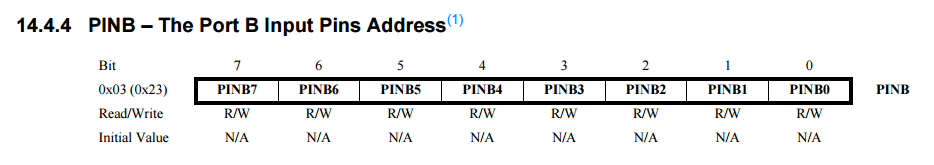 14.4.4 PINB – The Port B Input Pins Address(1)
Bit 7 6 5 4 3 2 1 0
0x03 (0x23) PINB7 PINB6 PINB5 PINB4 PINB3 PINB2 PINB1 PINB0 PINB
Read/Write R/W R/W R/W R/W R/W R/W R/W R/W
Initial Value N/A N/A N/A N/A N/A N/A N/A N/A